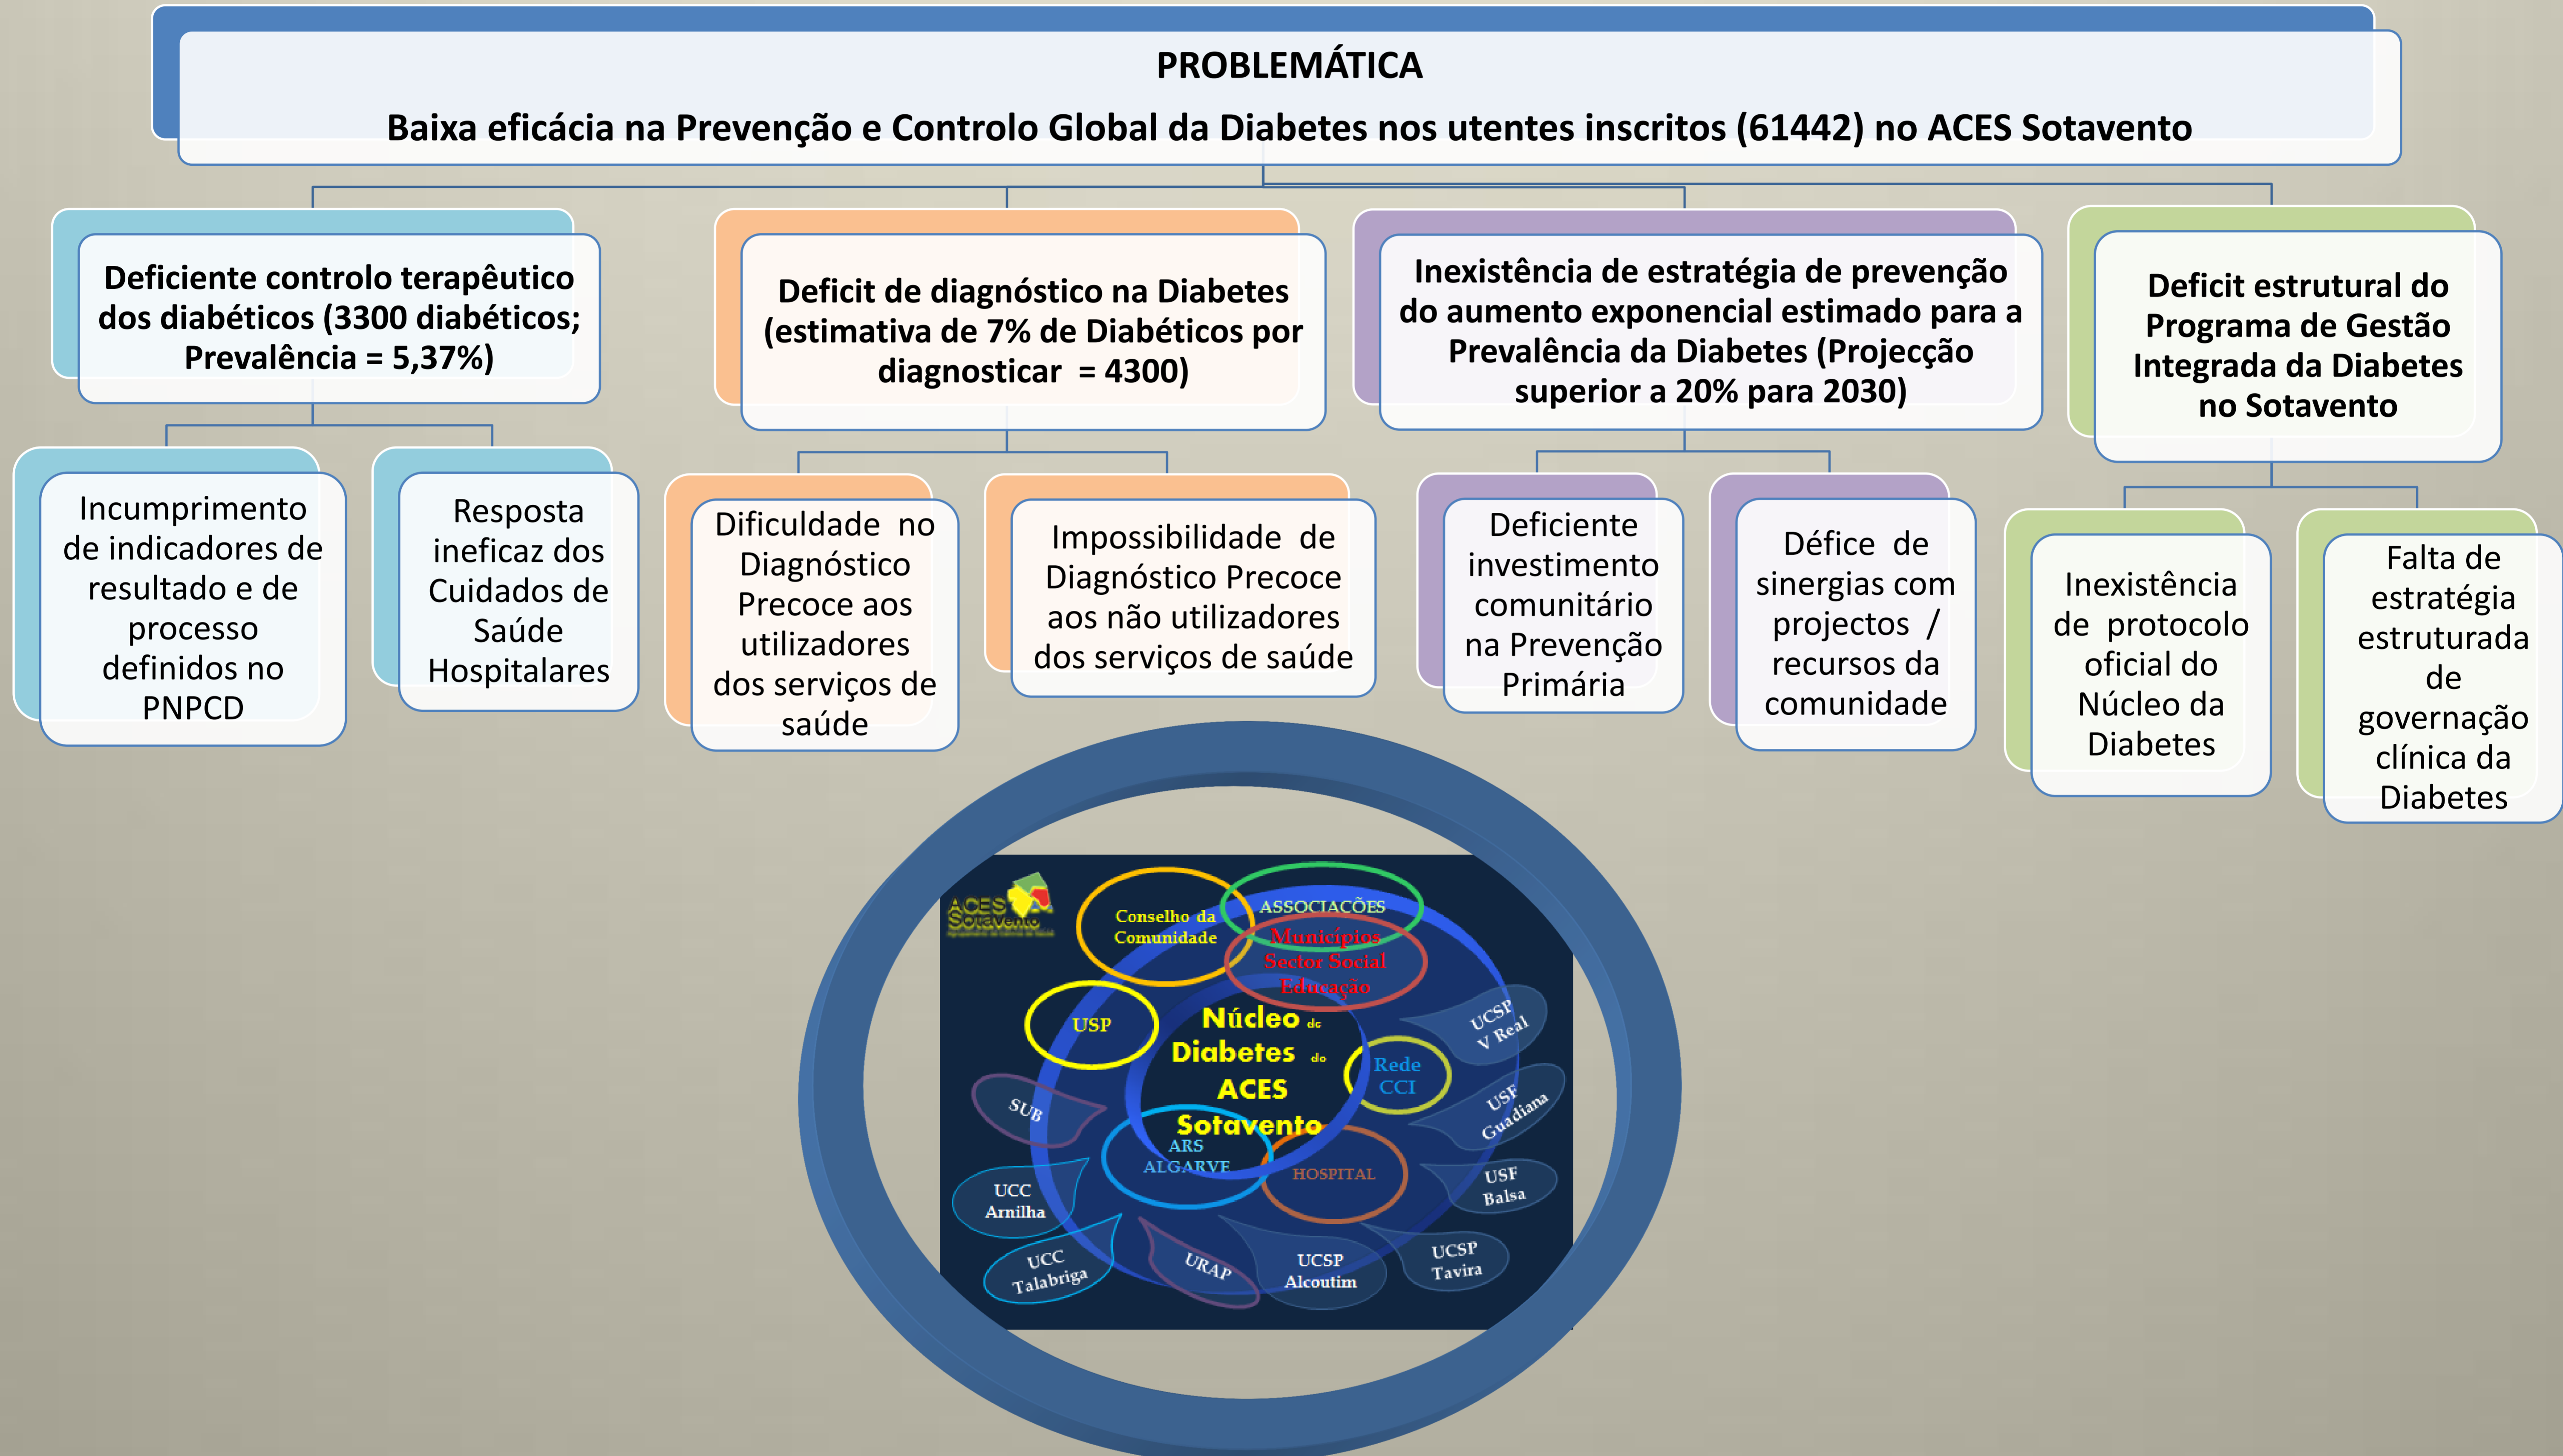 PROBLEMÁTICA
Baixa eficácia na Prevenção e Controlo Global da Diabetes nos utentes inscritos (61442) no ACES Sotavento
Deficiente controlo terapêutico
dos diabéticos (3300 diabéticos;
Prevalência = 5,37%)
Deficit de diagnóstico na Diabetes
(estimativa de 7% de Diabéticos por
diagnosticar = 4300)
Inexistência de estratégia de prevenção
do aumento exponencial estimado para a
Prevalência da Diabetes (Projecção
superior a 20% para 2030)
Deficit estrutural do
Programa de Gestão
Integrada da Diabetes
no Sotavento
Incumprimento
de indicadores de
resultado e de
processo
definidos no
PNPCD
Resposta
ineficaz dos
Cuidados de
Saúde
Hospitalares
Dificuldade no
Diagnóstico
Precoce aos
utilizadores
dos serviços de
saúde
Impossibilidade de
Diagnóstico Precoce
aos não utilizadores
dos serviços de saúde
Deficiente
investimento
comunitário
na Prevenção
Primária
Défice de
sinergias com
projectos /
recursos da
comunidade
Inexistência
de protocolo
oficial do
Núcleo da
Diabetes
Falta de
estratégia
estruturada
de
governação
clínica da
Diabetes
ACES
Sotavento
Conselho da
Comunidade
ASSOCIACÕES
Municípios
Sector Social
Educação
USP
Núcleo de
Diabetes do
ACES
Sotavento
UCSP
V Real
Rede
CCI
USF
Guadiana
SUB
ARS
ALGARVE
HOSPITAL
USF
Balsa
UCC
Arnilha
UCC
Talabriga
URAP
UCSP
Alcoutim
UCSP
Tavira